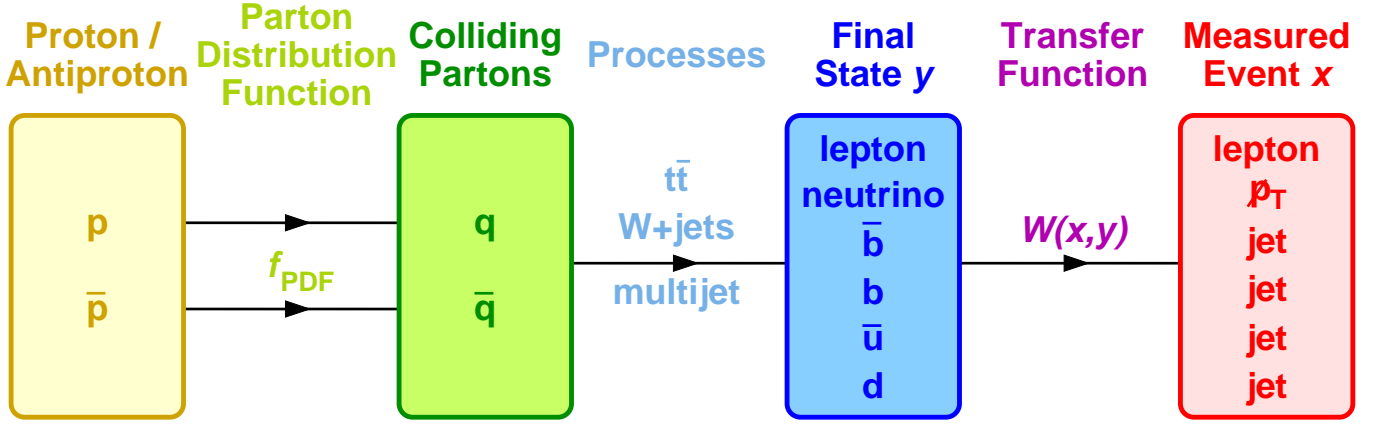 Proton /
Antiproton
Parton
Distribution
Function
Colliding
Partons
Processes
Final
State y
Transfer
Function
Measured
Event x
p
p̄
f_PDF
q
q̄
tt̄
W+jets
multijet
lepton
neutrino
b̄
b
ū
d
W(x,y)
lepton
p̸_T
jet
jet
jet
jet